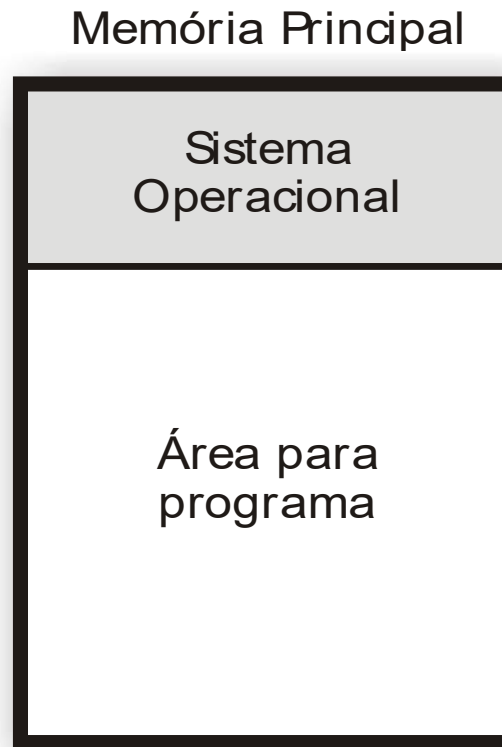 Memória Principal
Sistema
Operacional
Área para
programa